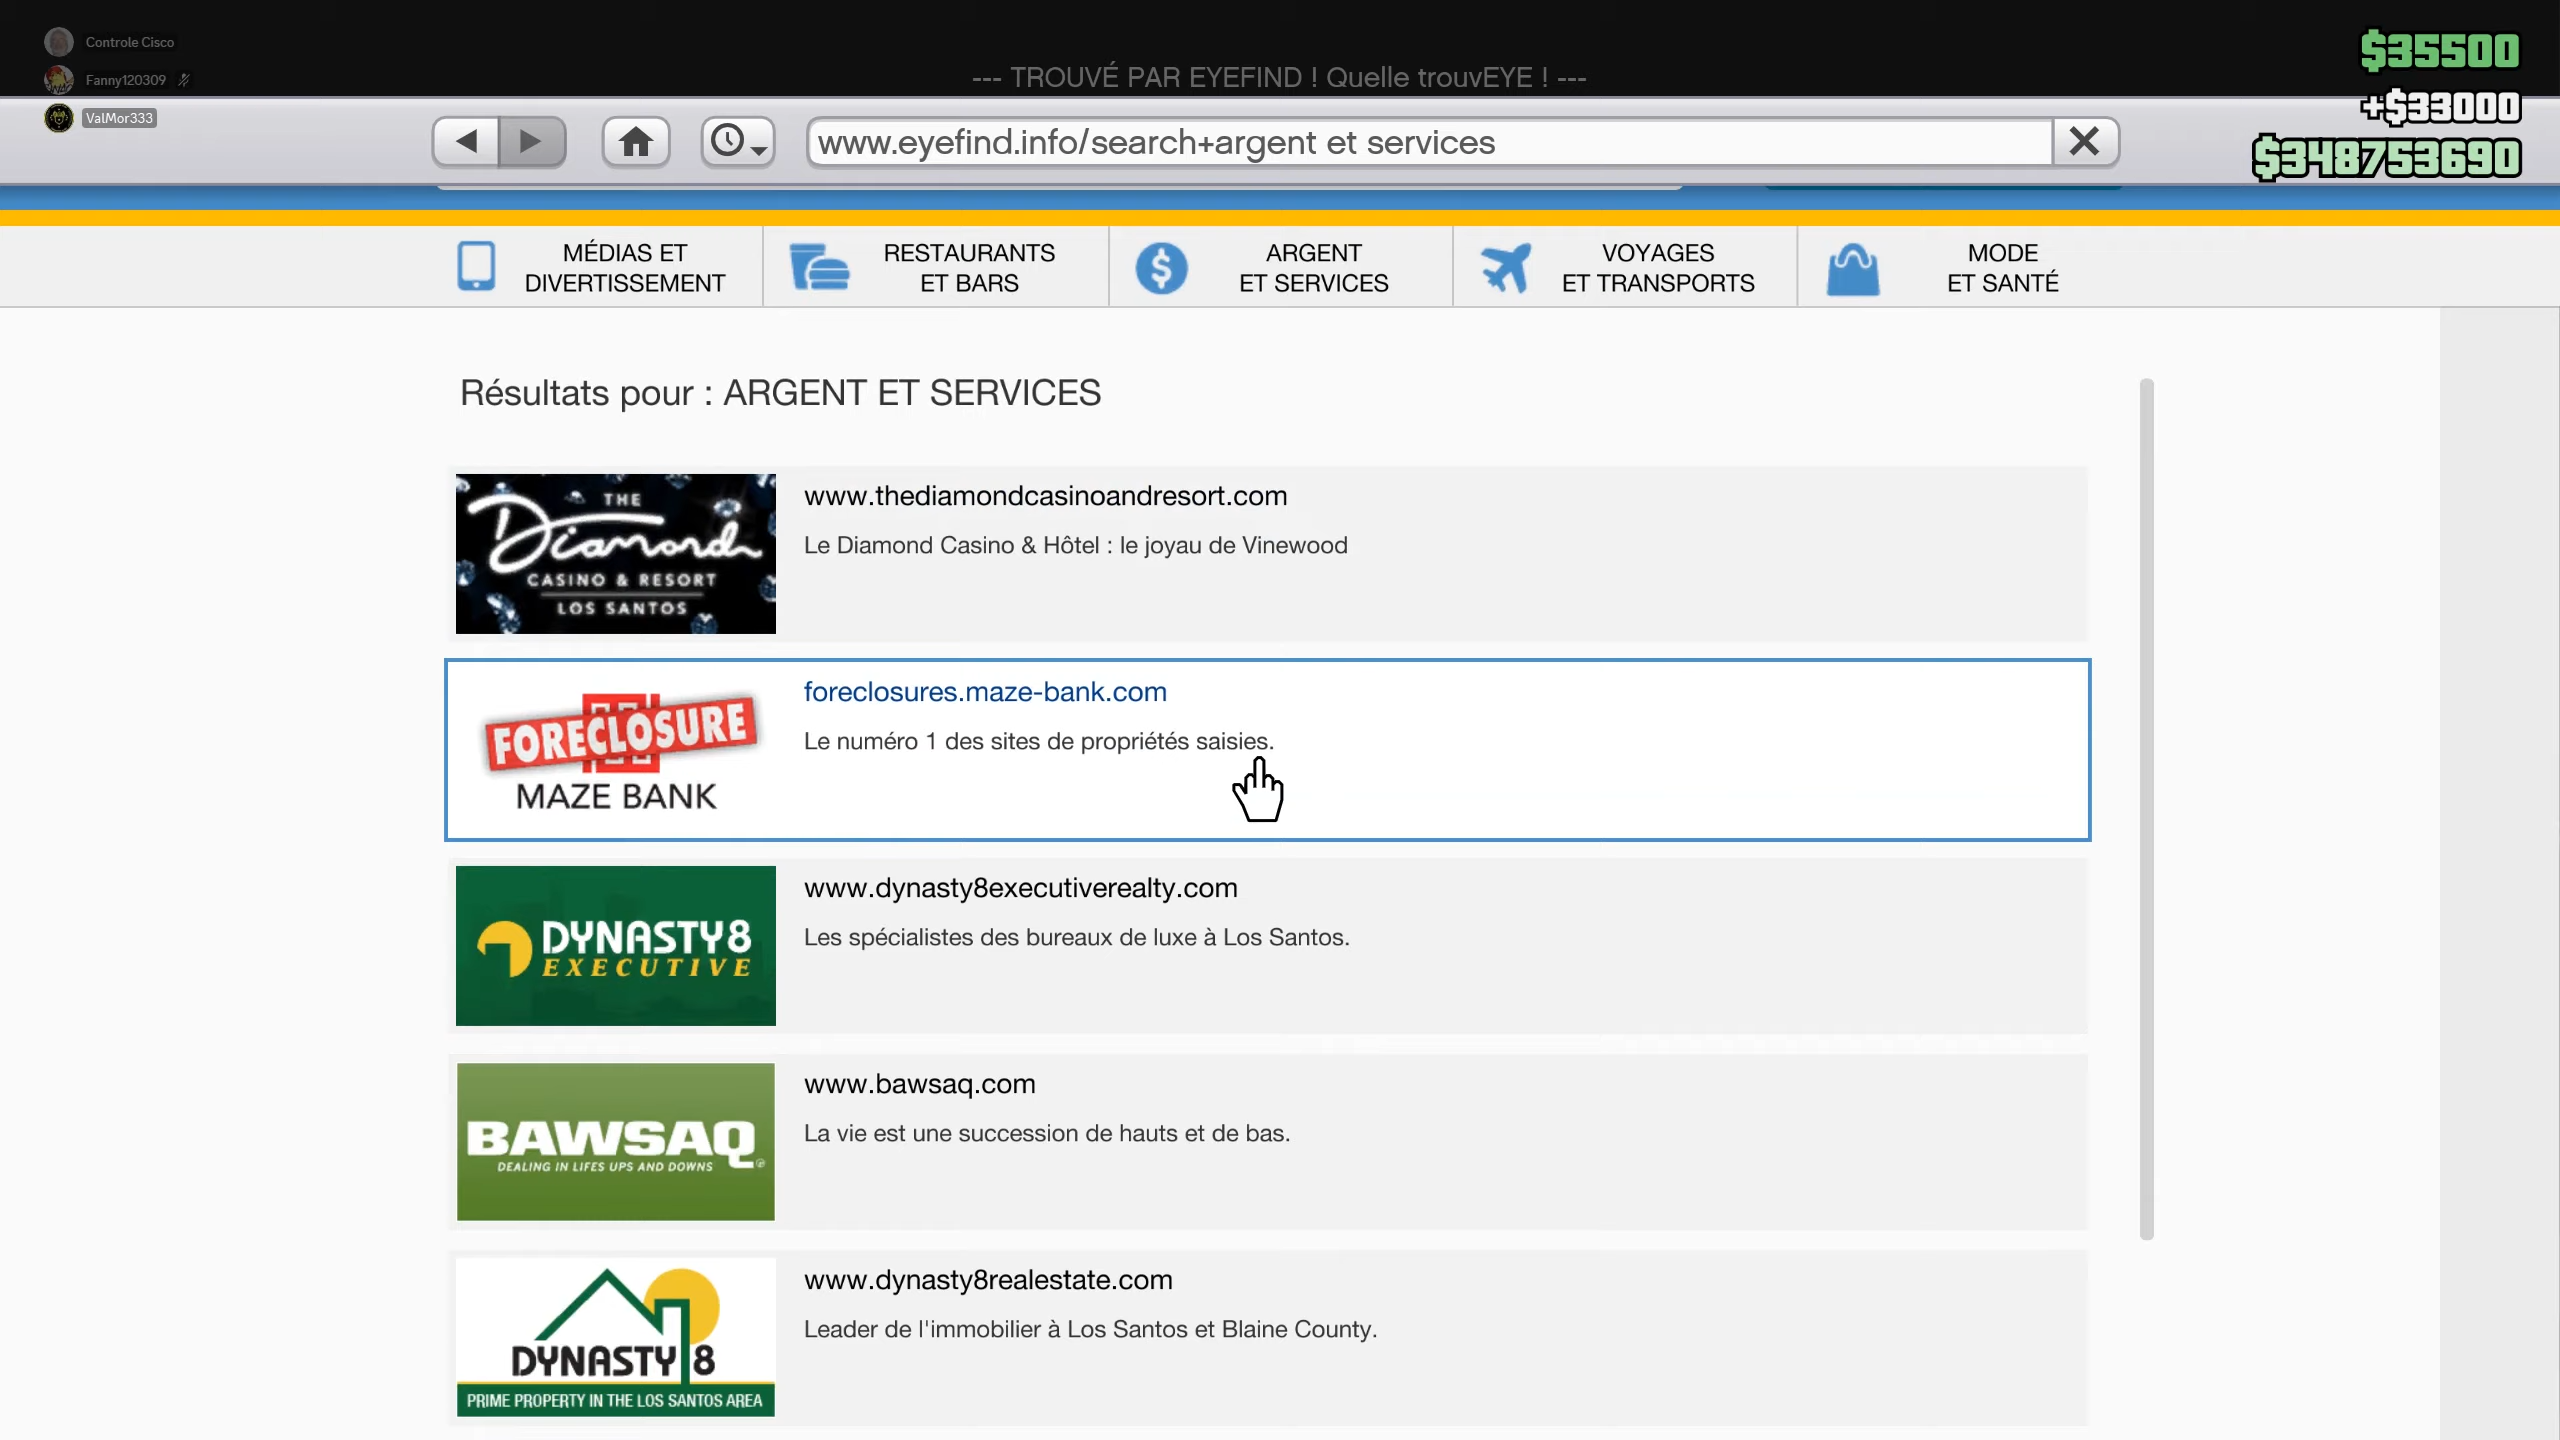 Controle Cisco
Fanny120309
ValMor333
--- TROUVÉ PAR EYEFIND ! Quelle trouvEYE ! ---
$35500
+$33000
$348753690
www.eyefind.info/search+argent et services
MÉDIAS ET
DIVERTISSEMENT
RESTAURANTS
ET BARS
ARGENT
ET SERVICES
VOYAGES
ET TRANSPORTS
MODE
ET SANTÉ
Résultats pour : ARGENT ET SERVICES
THE
Diamond
CASINO & RESORT
LOS SANTOS
www.thediamondcasinoandresort.com
Le Diamond Casino & Hôtel : le joyau de Vinewood
FORECLOSURE
MAZE BANK
foreclosures.maze-bank.com
Le numéro 1 des sites de propriétés saisies.
DYNASTY8
EXECUTIVE
www.dynasty8executiverealty.com
Les spécialistes des bureaux de luxe à Los Santos.
BAWSAQ
DEALING IN LIFES UPS AND DOWNS
www.bawsaq.com
La vie est une succession de hauts et de bas.
DYNASTY 8
PRIME PROPERTY IN THE LOS SANTOS AREA
www.dynasty8realestate.com
Leader de l'immobilier à Los Santos et Blaine County.